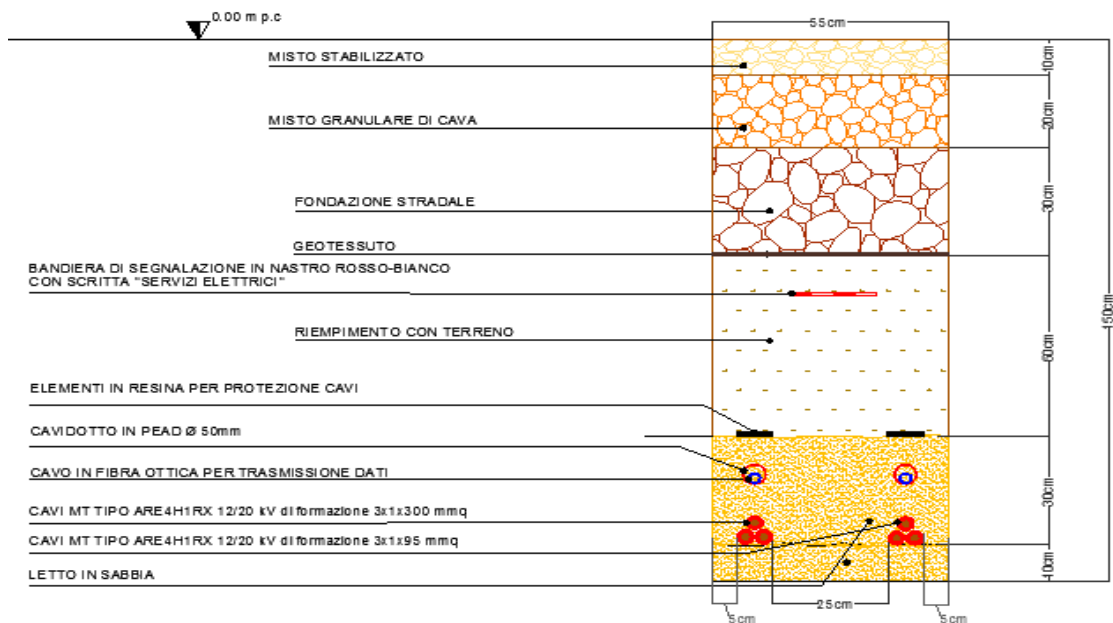 0.00 m p.c
55cm
MISTO STABILIZZATO
10cm
MISTO GRANULARE DI CAVA
20cm
FONDAZIONE STRADALE
30cm
GEOTESSUTO
BANDIERA DI SEGNALAZIONE IN NASTRO ROSSO-BIANCO
CON SCRITTA "SERVIZI ELETTRICI"
150cm
RIEMPIMENTO CON TERRENO
60cm
ELEMENTI IN RESINA PER PROTEZIONE CAVI
CAVIDOTTO IN PEAD Ø 50mm
CAVO IN FIBRA OTTICA PER TRASMISSIONE DATI
30cm
CAVI MT TIPO ARE4H1RX 12/20 kV di formazione 3x1x300 mmq
CAVI MT TIPO ARE4H1RX 12/20 kV di formazione 3x1x95 mmq
LETTO IN SABBIA
40cm
25cm
5cm
5cm